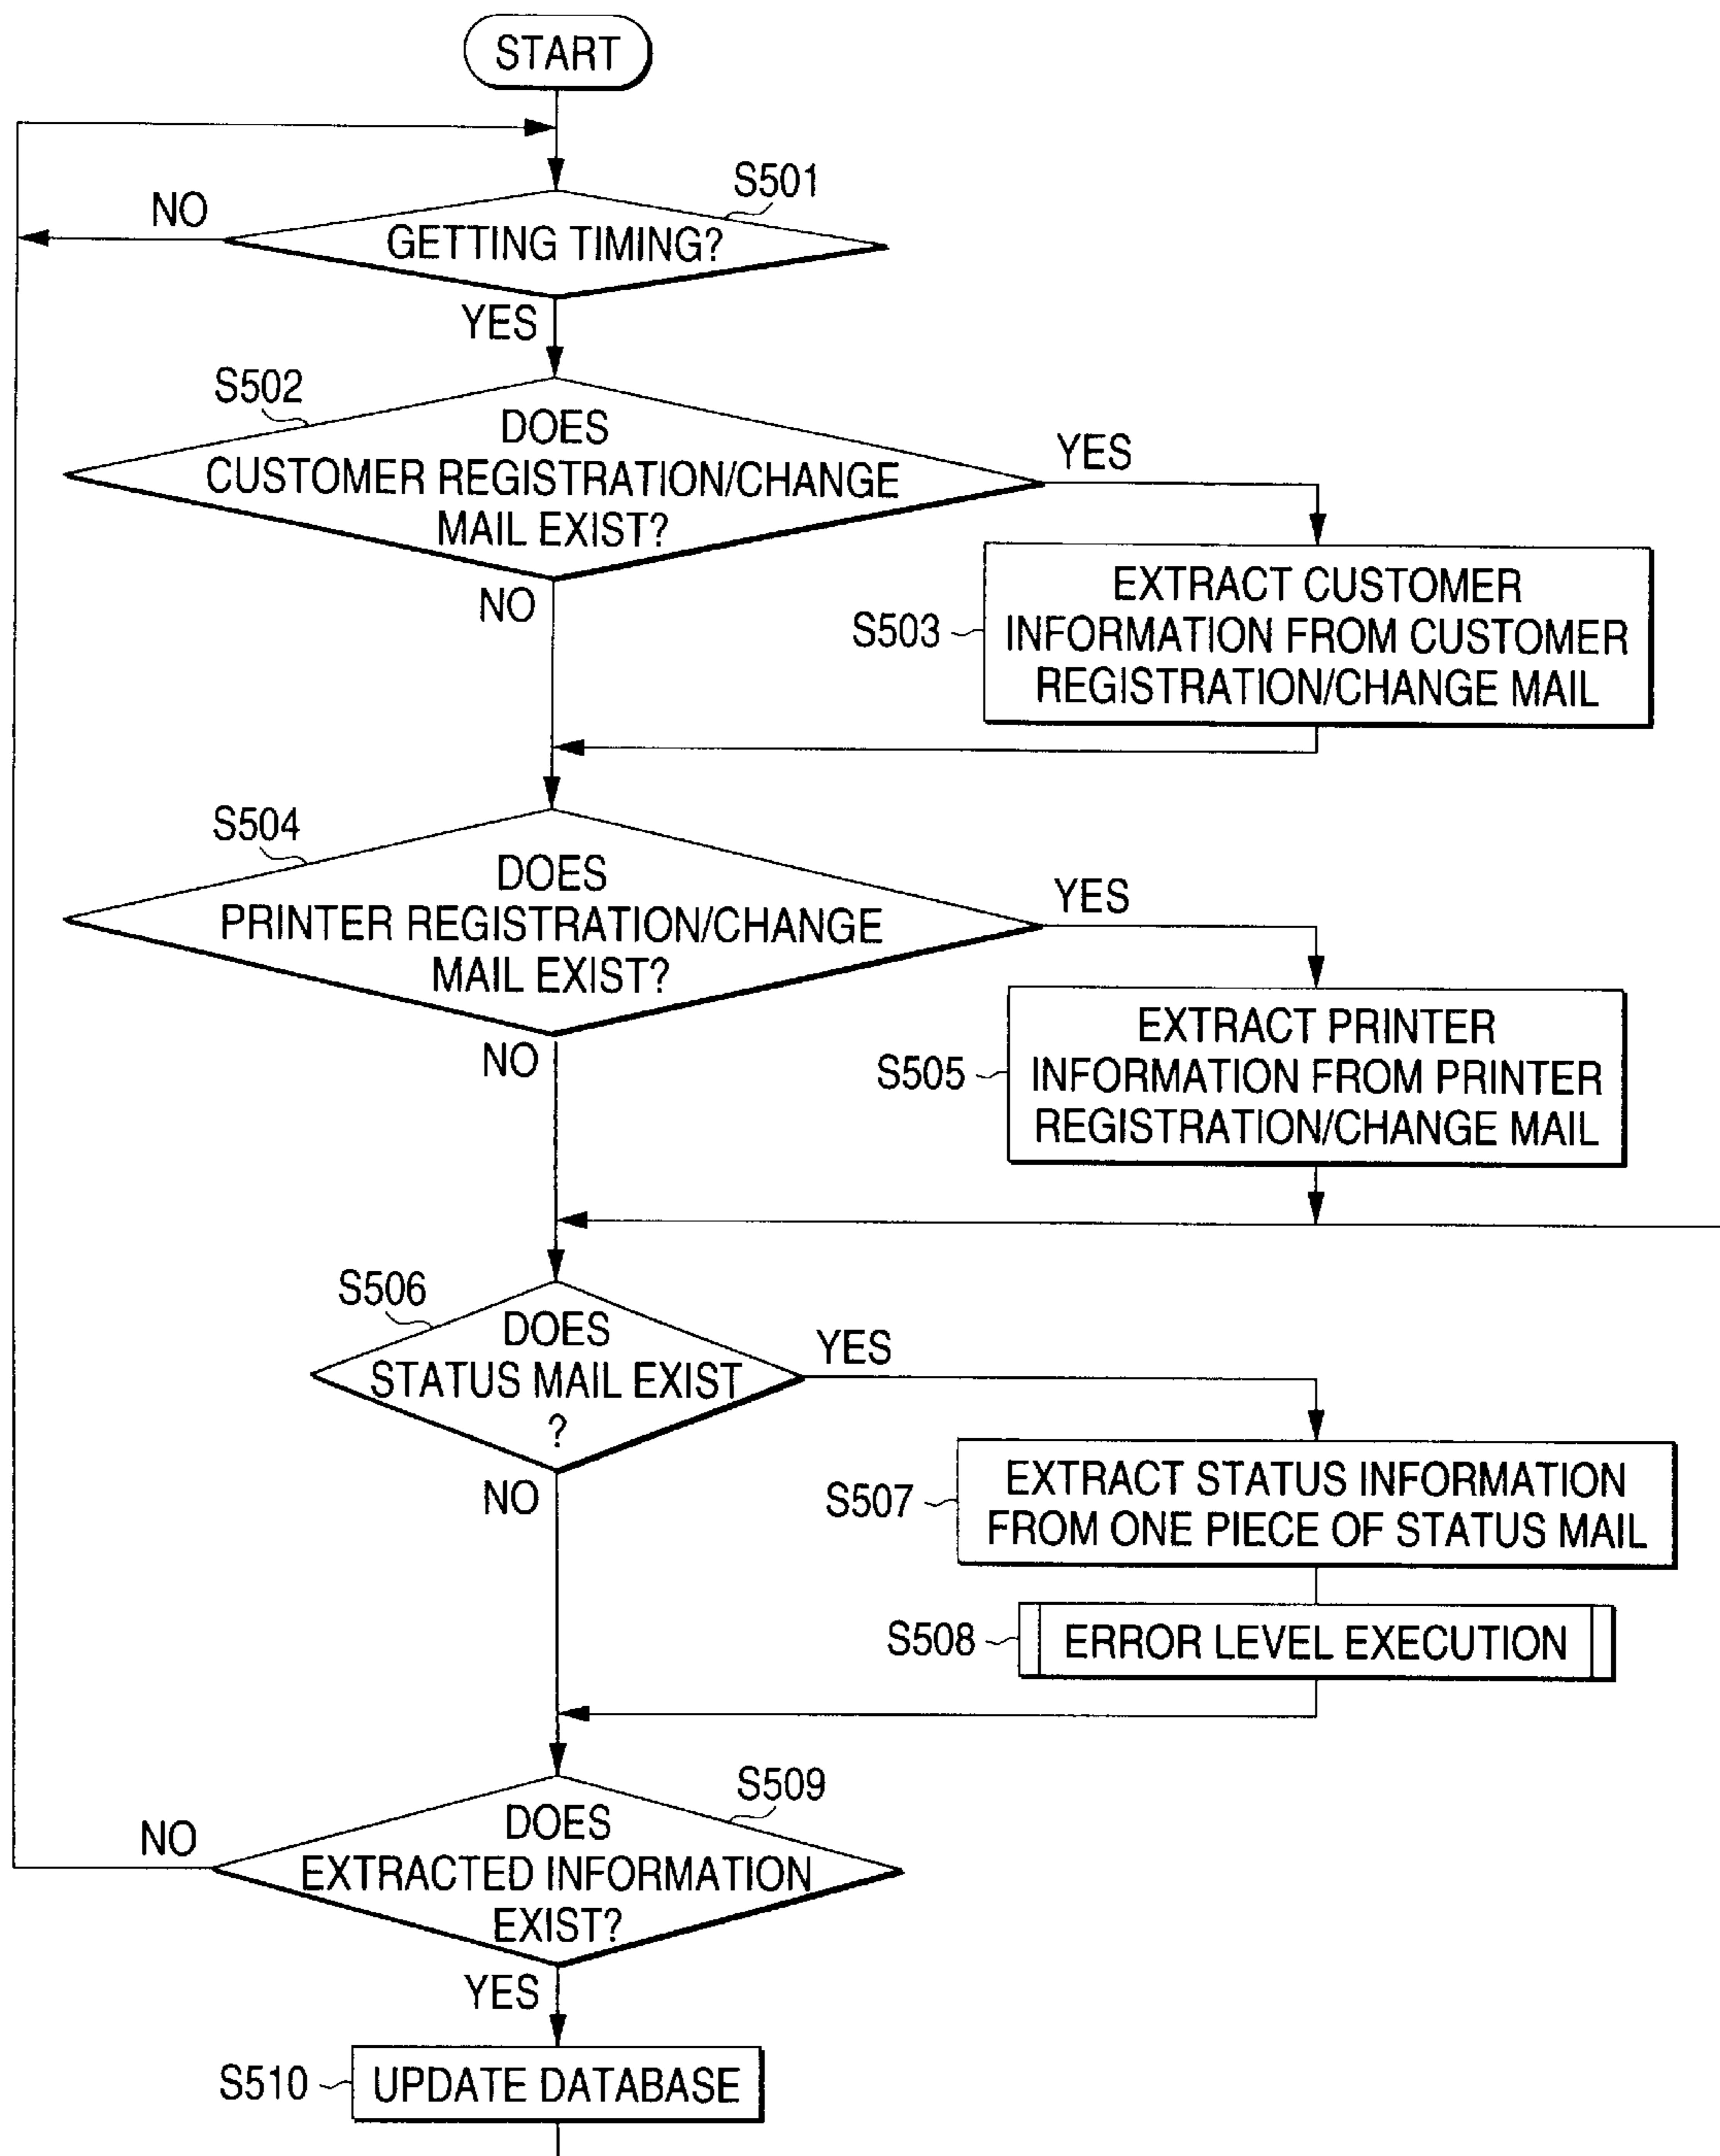 START
S501
NO
GETTING TIMING?
YES
S502
DOES
CUSTOMER REGISTRATION/CHANGE
MAIL EXIST?
YES
NO
S503
EXTRACT CUSTOMER
INFORMATION FROM CUSTOMER
REGISTRATION/CHANGE MAIL
S504
DOES
PRINTER REGISTRATION/CHANGE
MAIL EXIST?
YES
NO
S505
EXTRACT PRINTER
INFORMATION FROM PRINTER
REGISTRATION/CHANGE MAIL
S506
DOES
STATUS MAIL EXIST
?
YES
NO
S507
EXTRACT STATUS INFORMATION
FROM ONE PIECE OF STATUS MAIL
S508
ERROR LEVEL EXECUTION
S509
NO
DOES
EXTRACTED INFORMATION
EXIST?
YES
S510
UPDATE DATABASE